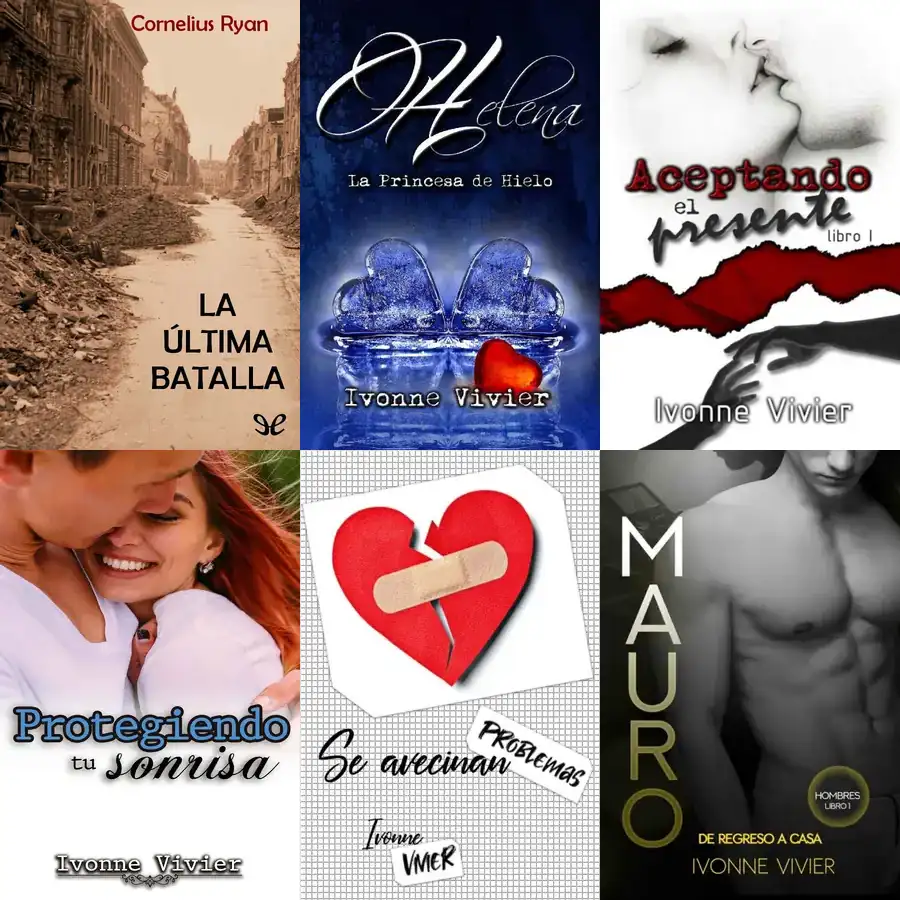 Cornelius Ryan
LA
ÚLTIMA
BATALLA
Helena
La Princesa de Hielo
Ivonne Vivier
Aceptando
el
presente
libro I
Ivonne Vivier
Protegiendo
tu sonrisa
Ivonne Vivier
Se avecinan PROBLEMAS
Ivonne
VIVIER
MAURO
HOMBRES
LIBRO 1
DE REGRESO A CASA
IVONNE VIVIER